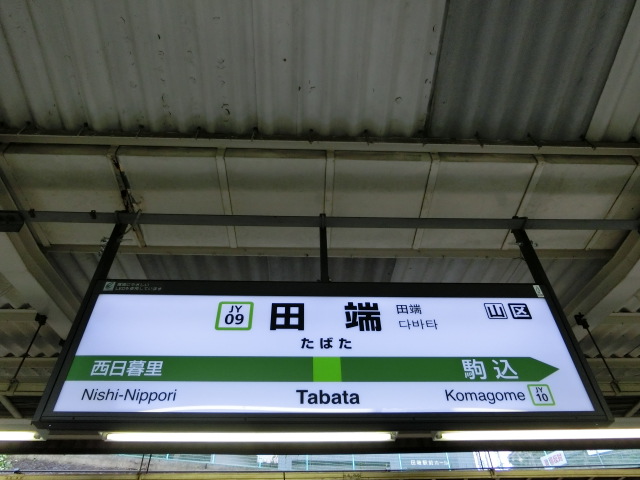 JY
09
田端
田端
다바타
山区
たばた
西日暮里
駒込
Nishi-Nippori
Tabata
Komagome
JY
10